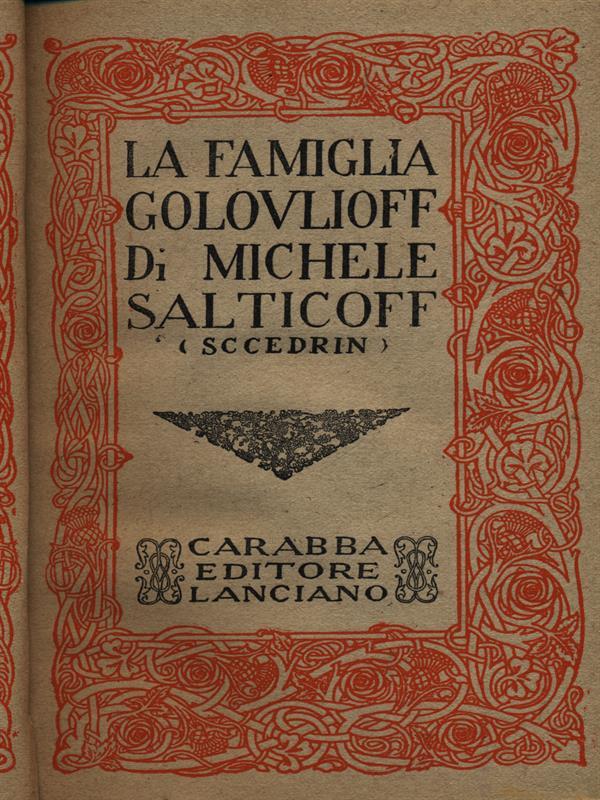 LA FAMIGLIA
GOLOVLIOFF
Di MICHELE
SALTICOFF
( SCCEDRIN )
CARABBA
EDITORE
LANCIANO